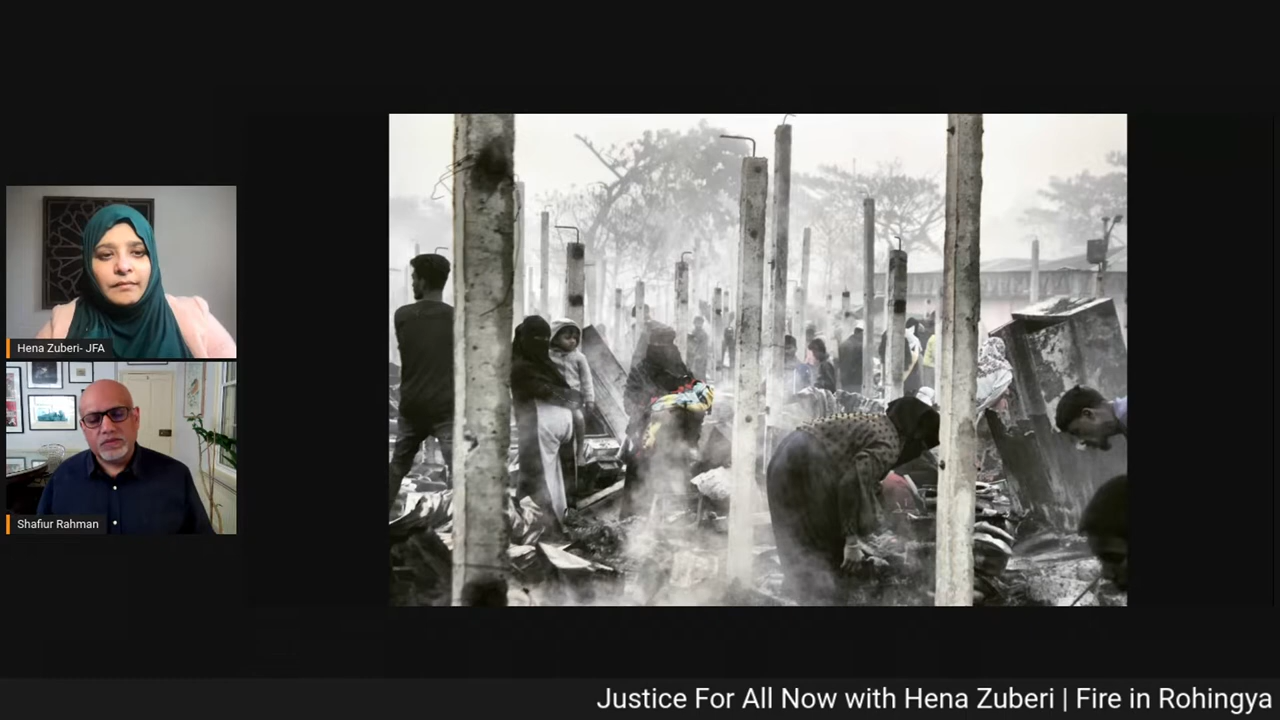 Hena Zuberi- JFA
Shafiur Rahman
Justice For All Now with Hena Zuberi | Fire in Rohingya